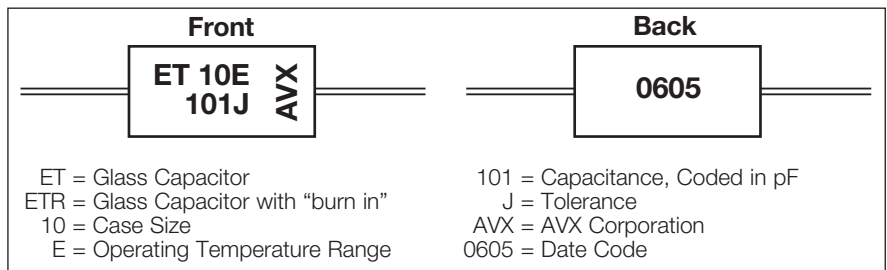 Front
ET 10E
101J
AVX
ET = Glass Capacitor
ETR = Glass Capacitor with “burn in”
10 = Case Size
E = Operating Temperature Range
Back
0605
101 = Capacitance, Coded in pF
J = Tolerance
AVX = AVX Corporation
0605 = Date Code